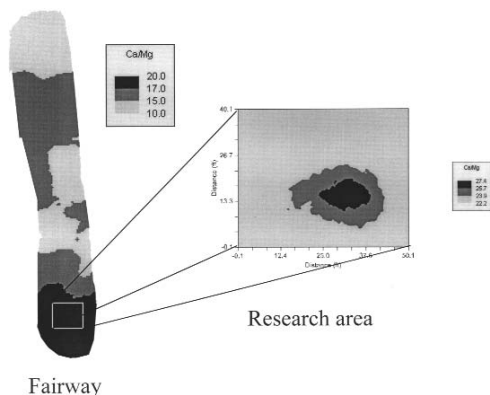 Ca/Mg
20.0
17.0
15.0
10.0
40.1
26.7
13.3
-0.1
Distance (ft)
-0.1 12.4 25.0 37.6 50.1
Distance (ft)
Ca/Mg
27.4
25.7
23.9
22.2
Research area
Fairway